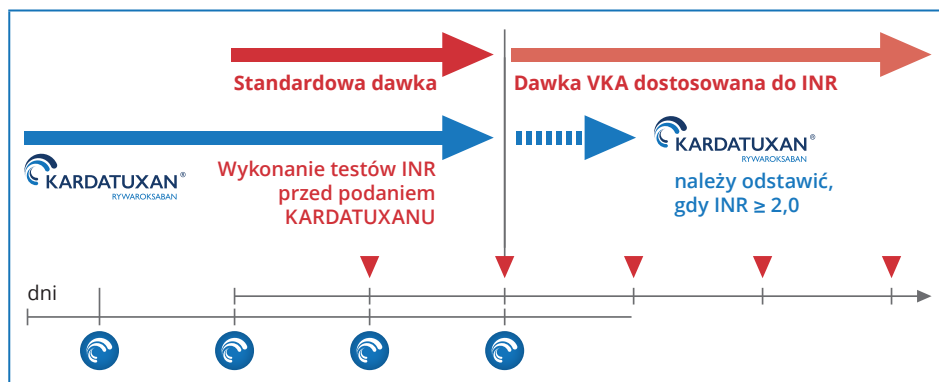 Standardowa dawka
Dawka VKA dostosowana do INR
KARDATUXAN®
RYWAROKSABAN
Wykonanie testów INR
przed podaniem
KARDATUXANU
KARDATUXAN®
RYWAROKSABAN
należy odstawić,
gdy INR ≥ 2,0
dni